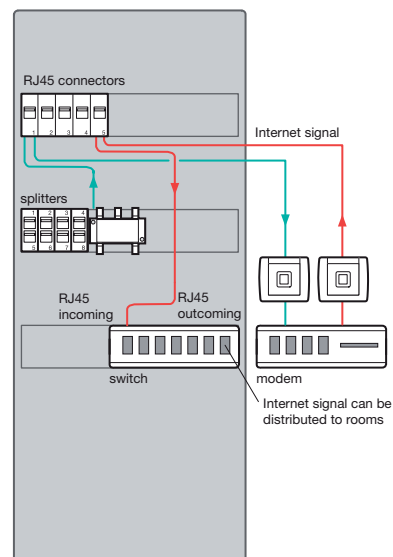 RJ45 connectors
1 2 3 4 5
Internet signal
splitters
1 2 3 4
5 6 7 8
RJ45
incoming
RJ45
outcoming
switch
modem
Internet signal can be
distributed to rooms